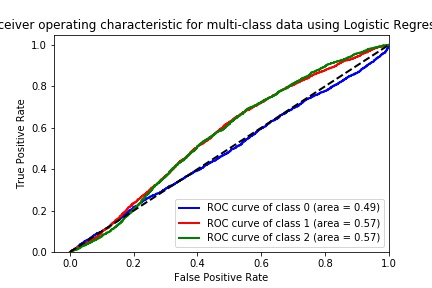 ceiver operating characteristic for multi-class data using Logistic Regres
1.0
0.8
0.6
0.4
0.2
0.0
True Positive Rate
ROC curve of class 0 (area = 0.49)
ROC curve of class 1 (area = 0.57)
ROC curve of class 2 (area = 0.57)
0.0 0.2 0.4 0.6 0.8 1.0
False Positive Rate